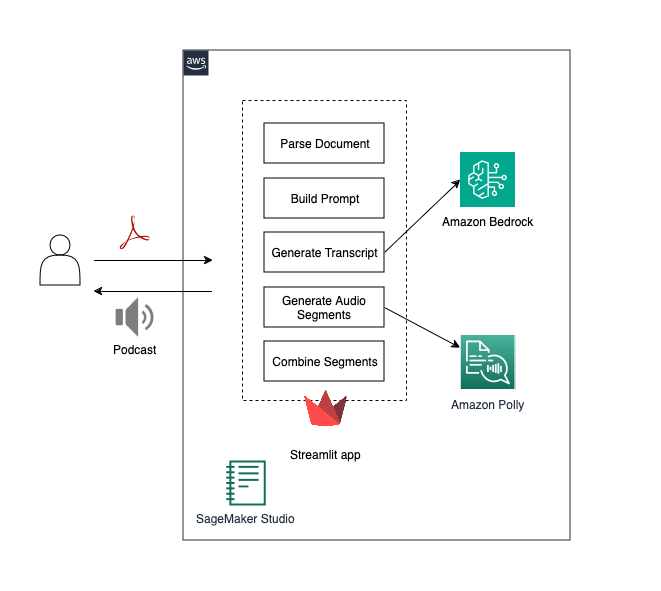 aws
Parse Document
Build Prompt
Generate Transcript
Generate Audio
Segments
Combine Segments
Amazon Bedrock
Amazon Polly
Podcast
Streamlit app
SageMaker Studio